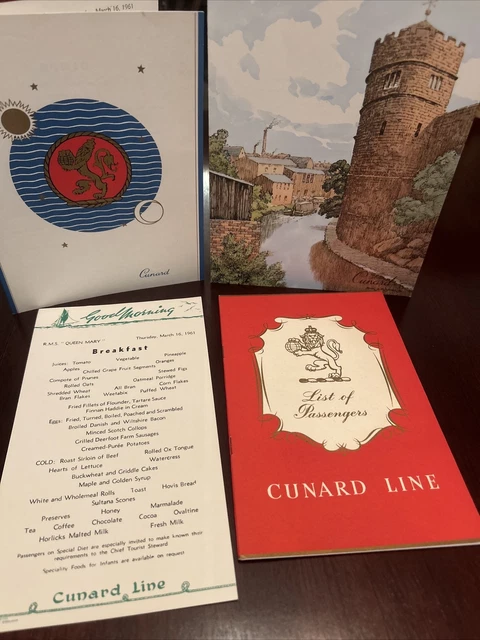 March 16, 1961
Cunard
Cunard
Good Morning
R.M.S. "QUEEN MARY"
Thursday, March 16, 1961
Breakfast
Juices: Tomato Vegetable Pineapple
Apples Chilled Grape Fruit Segments Oranges
Compote of Prunes Stewed Figs
Rolled Oats Oatmeal Porridge
Shredded Wheat All Bran Corn Flakes
Bran Flakes Weetabix Puffed Wheat
Fried Fillets of Flounder, Tartare Sauce
Finnan Haddie in Cream
Eggs: Fried, Turned, Boiled, Poached and Scrambled
Broiled Danish and Wiltshire Bacon
Minced Scotch Collops
Grilled Deerfoot Farm Sausages
Creamed-Purée Potatoes
COLD: Roast Sirloin of Beef Rolled Ox Tongue
Hearts of Lettuce Watercress
Buckwheat and Griddle Cakes
Maple and Golden Syrup
White and Wholemeal Rolls Toast Hovis Bread
Sultana Scones
Preserves Honey Marmalade
Tea Coffee Chocolate Cocoa Ovaltine
Horlicks Malted Milk Fresh Milk
Passengers on Special Diet are especially invited to make known their
requirements to the Chief Tourist Steward
Speciality Foods for Infants are available on request
Cunard Line
List of
Passengers
CUNARD LINE